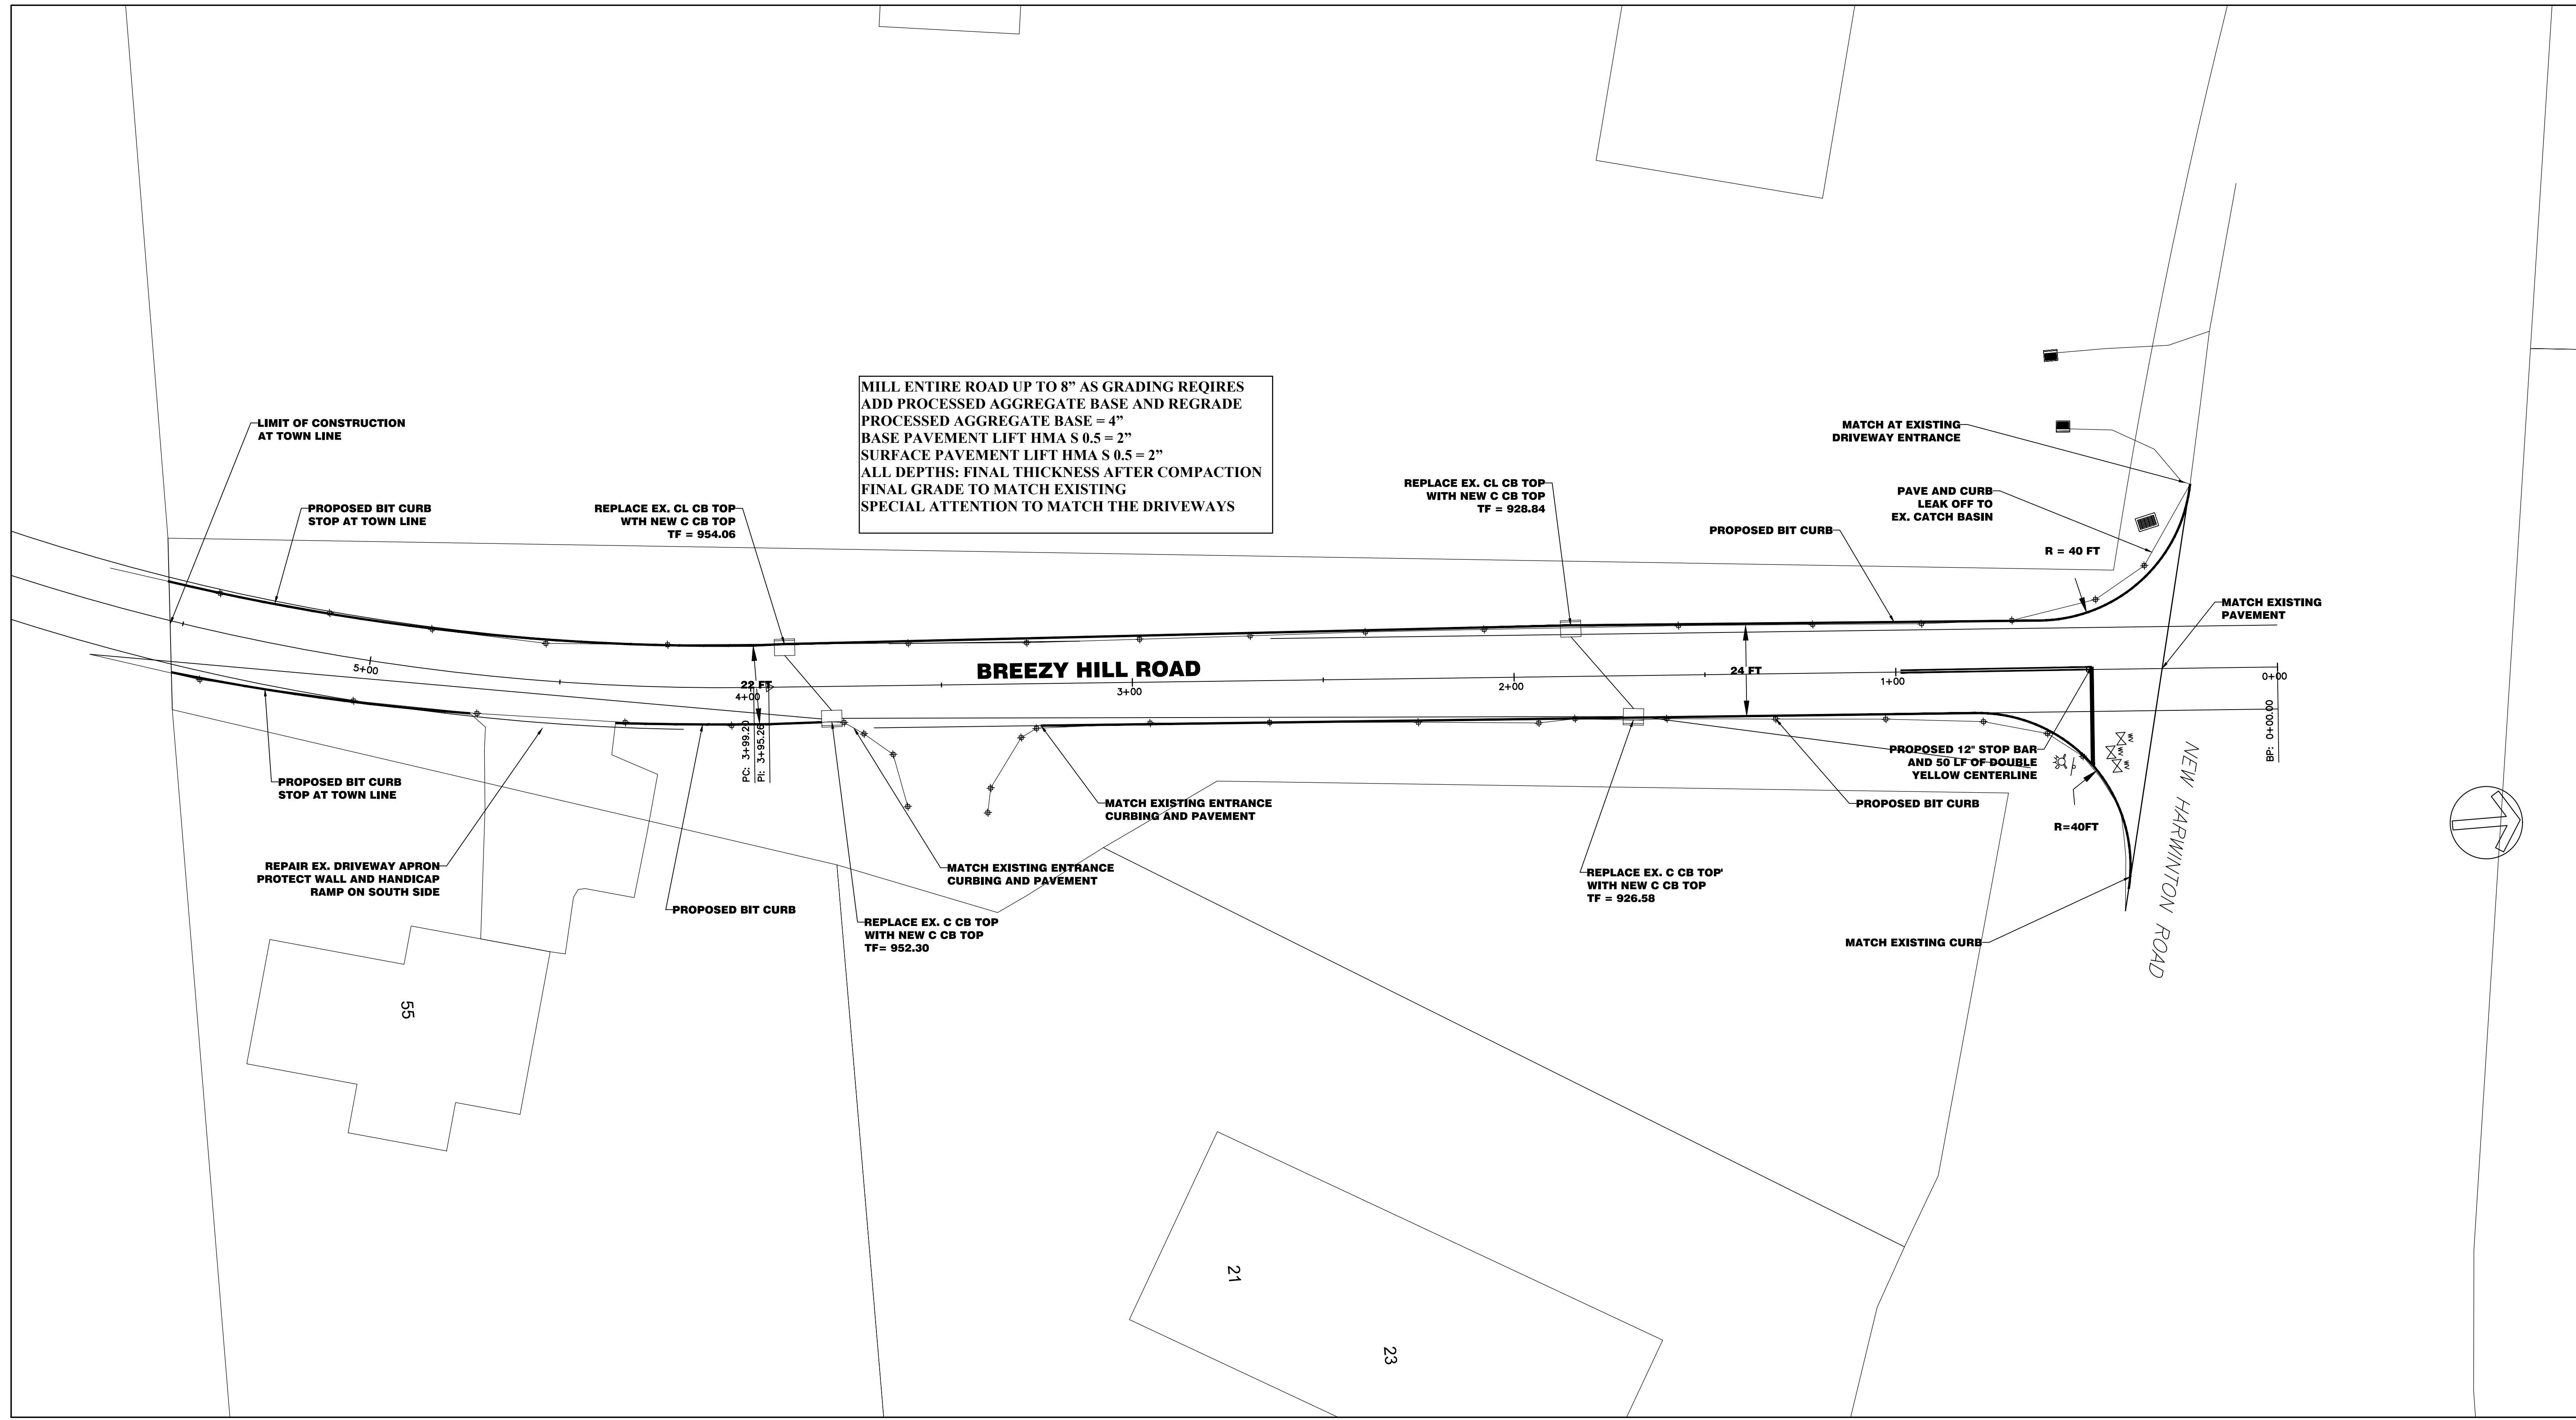 MILL ENTIRE ROAD UP TO 8” AS GRADING REQIRES
ADD PROCESSED AGGREGATE BASE AND REGRADE
PROCESSED AGGREGATE BASE = 4”
BASE PAVEMENT LIFT HMA S 0.5 = 2”
SURFACE PAVEMENT LIFT HMA S 0.5 = 2”
ALL DEPTHS: FINAL THICKNESS AFTER COMPACTION
FINAL GRADE TO MATCH EXISTING
SPECIAL ATTENTION TO MATCH THE DRIVEWAYS
LIMIT OF CONSTRUCTION
AT TOWN LINE
PROPOSED BIT CURB
STOP AT TOWN LINE
REPLACE EX. CL CB TOP
WTH NEW C CB TOP
TF = 954.06
REPLACE EX. CL CB TOP
WITH NEW C CB TOP
TF = 928.84
PROPOSED BIT CURB
MATCH AT EXISTING
DRIVEWAY ENTRANCE
PAVE AND CURB
LEAK OFF TO
EX. CATCH BASIN
R = 40 FT
MATCH EXISTING
PAVEMENT
BREEZY HILL ROAD
5+00
22 FT
4+00
3+00
2+00
24 FT
1+00
0+00
PC: 3+99.20
PI: 3+95.26
BP: 0+00.00
WV
WV
WV
PROPOSED 12" STOP BAR
AND 50 LF OF DOUBLE
YELLOW CENTERLINE
PROPOSED BIT CURB
STOP AT TOWN LINE
MATCH EXISTING ENTRANCE
CURBING AND PAVEMENT
PROPOSED BIT CURB
R=40FT
NEW HARWINTON ROAD
REPAIR EX. DRIVEWAY APRON
PROTECT WALL AND HANDICAP
RAMP ON SOUTH SIDE
MATCH EXISTING ENTRANCE
CURBING AND PAVEMENT
REPLACE EX. C CB TOP'
WITH NEW C CB TOP
TF = 926.58
PROPOSED BIT CURB
REPLACE EX. C CB TOP
WITH NEW C CB TOP
TF= 952.30
MATCH EXISTING CURB
55
21
23